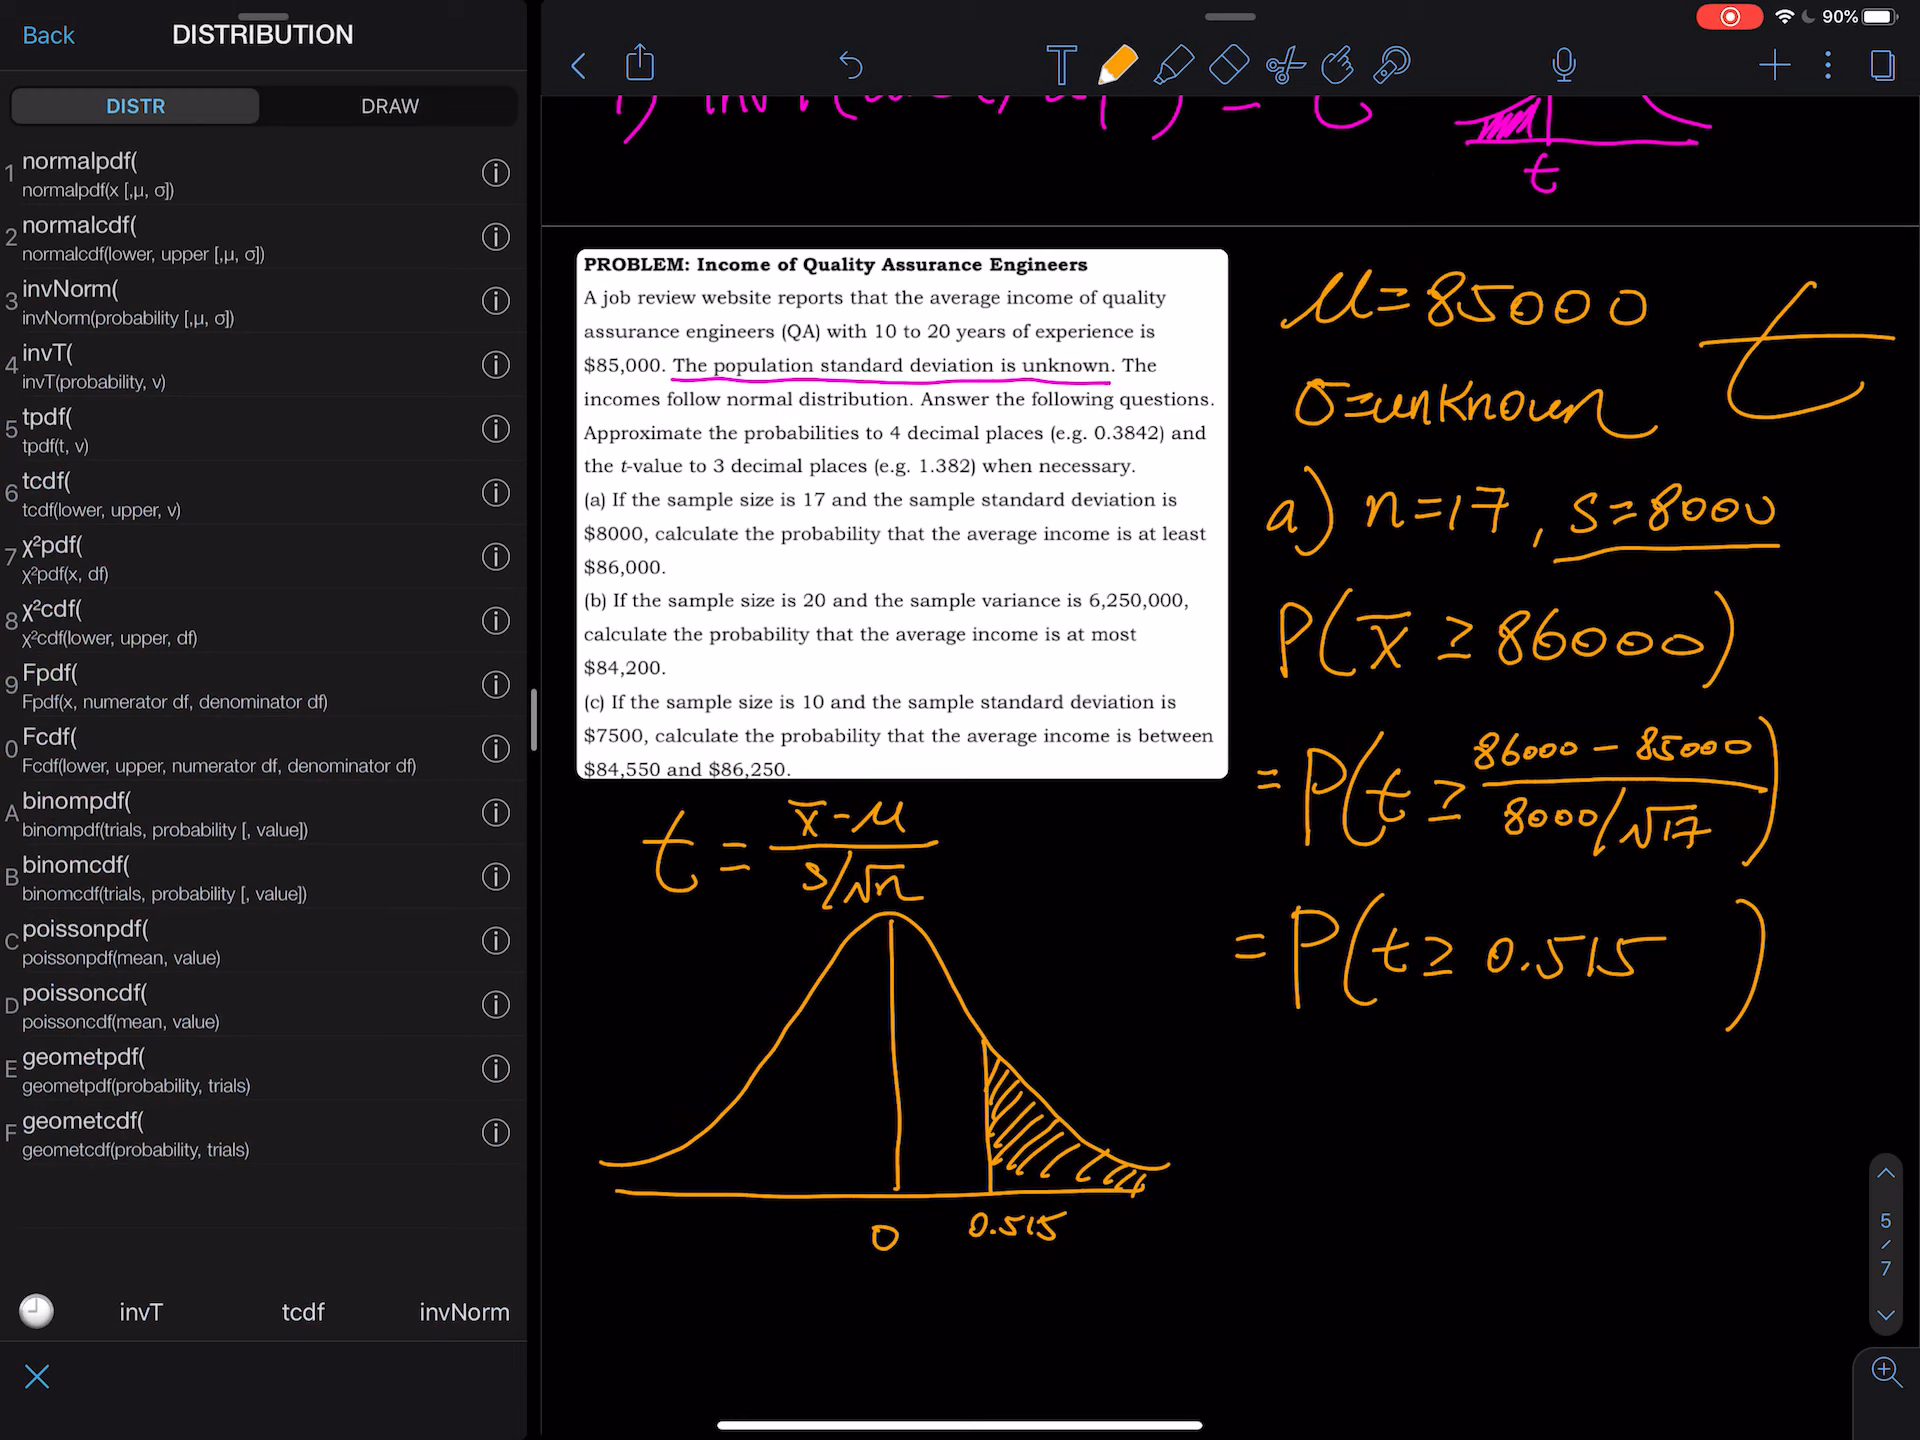 Back
DISTRIBUTION
DISTR
DRAW
1 normalpdf(
normalpdf(x [,μ, σ])
2 normalcdf(
normalcdf(lower, upper [,μ, σ])
3 invNorm(
invNorm(probability [,μ, σ])
4 invT(
invT(probability, ν)
5 tpdf(
tpdf(t, ν)
6 tcdf(
tcdf(lower, upper, ν)
7 χ²pdf(
χ²pdf(x, df)
8 χ²cdf(
χ²cdf(lower, upper, df)
9 Fpdf(
Fpdf(x, numerator df, denominator df)
0 Fcdf(
Fcdf(lower, upper, numerator df, denominator df)
A binompdf(
binompdf(trials, probability [, value])
B binomcdf(
binomcdf(trials, probability [, value])
C poissonpdf(
poissonpdf(mean, value)
D poissoncdf(
poissoncdf(mean, value)
E geometpdf(
geometpdf(probability, trials)
F geometcdf(
geometcdf(probability, trials)
invT
tcdf
invNorm
90%
t
PROBLEM: Income of Quality Assurance Engineers
A job review website reports that the average income of quality
assurance engineers (QA) with 10 to 20 years of experience is
$85,000. The population standard deviation is unknown. The
incomes follow normal distribution. Answer the following questions.
Approximate the probabilities to 4 decimal places (e.g. 0.3842) and
the t-value to 3 decimal places (e.g. 1.382) when necessary.
(a) If the sample size is 17 and the sample standard deviation is
$8000, calculate the probability that the average income is at least
$86,000.
(b) If the sample size is 20 and the sample variance is 6,250,000,
calculate the probability that the average income is at most
$84,200.
(c) If the sample size is 10 and the sample standard deviation is
$7500, calculate the probability that the average income is between
$84,550 and $86,250.
t = (x̄ - μ) / (s/√n)
0
0.515
μ = 85000
t
σ = unknown
a) n = 17, s = 8000
P(x̄ ≥ 86000)
= P(t ≥ (86000 - 85000) / (8000/√17))
= P(t ≥ 0.515)
5
/
7